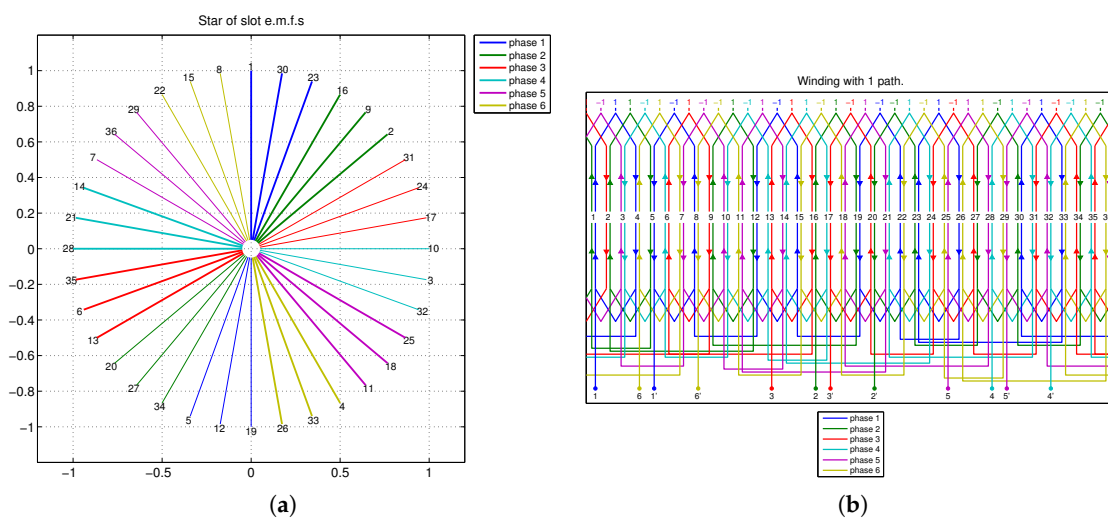 Star of slot e.m.f.s
1
0.8
0.6
0.4
0.2
0
−0.2
−0.4
−0.6
−0.8
−1
−1
−0.5
0
0.5
1
1
30
23
16
9
2
31
24
17
10
3
32
25
18
11
4
33
26
19
12
5
34
27
20
13
6
35
28
21
14
7
36
29
22
15
8
phase 1
phase 2
phase 3
phase 4
phase 5
phase 6
(a)
Winding with 1 path.
1 2 3 4 5 6 7 8 9 10 11 12 13 14 15 16 17 18 19 20 21 22 23 24 25 26 27 28 29 30 31 32 33 34 35 3
1 6 1' 6' 3 2 3' 2' 5 4 5' 4'
phase 1
phase 2
phase 3
phase 4
phase 5
phase 6
(b)